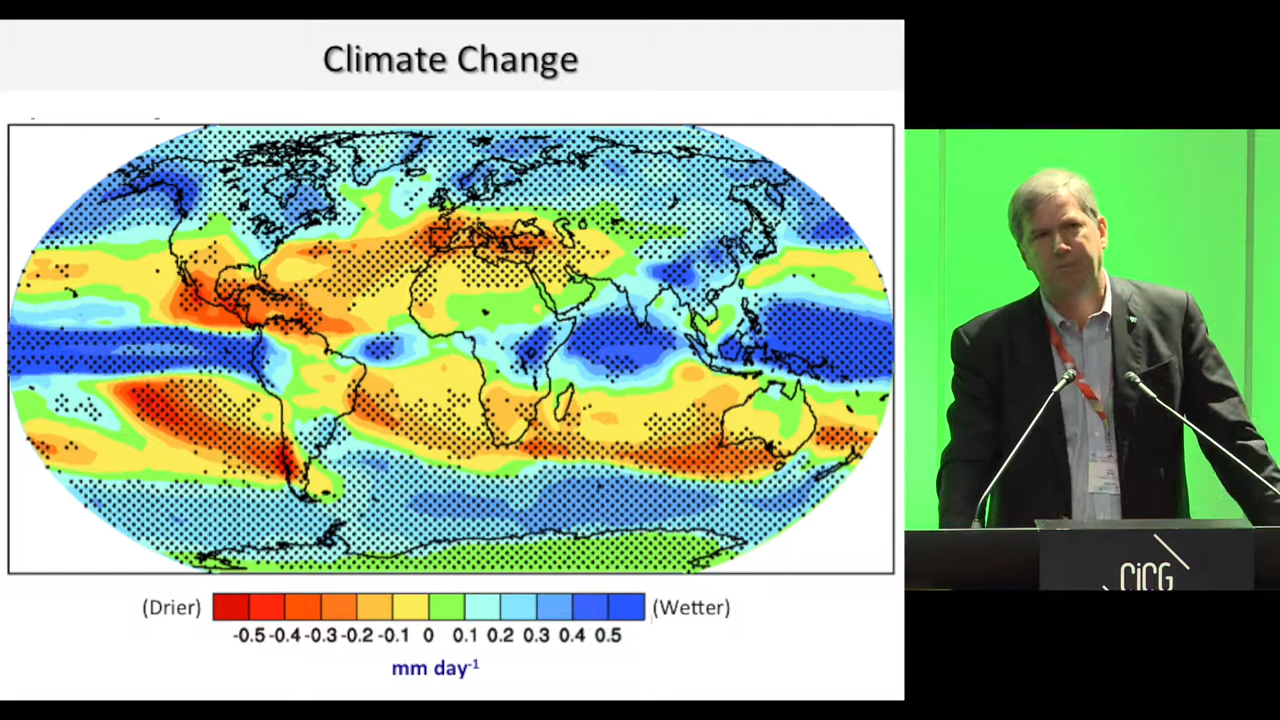 Climate Change
(Drier)
(Wetter)
-0.5 -0.4 -0.3 -0.2 -0.1 0 0.1 0.2 0.3 0.4 0.5
mm day⁻¹
CiCG